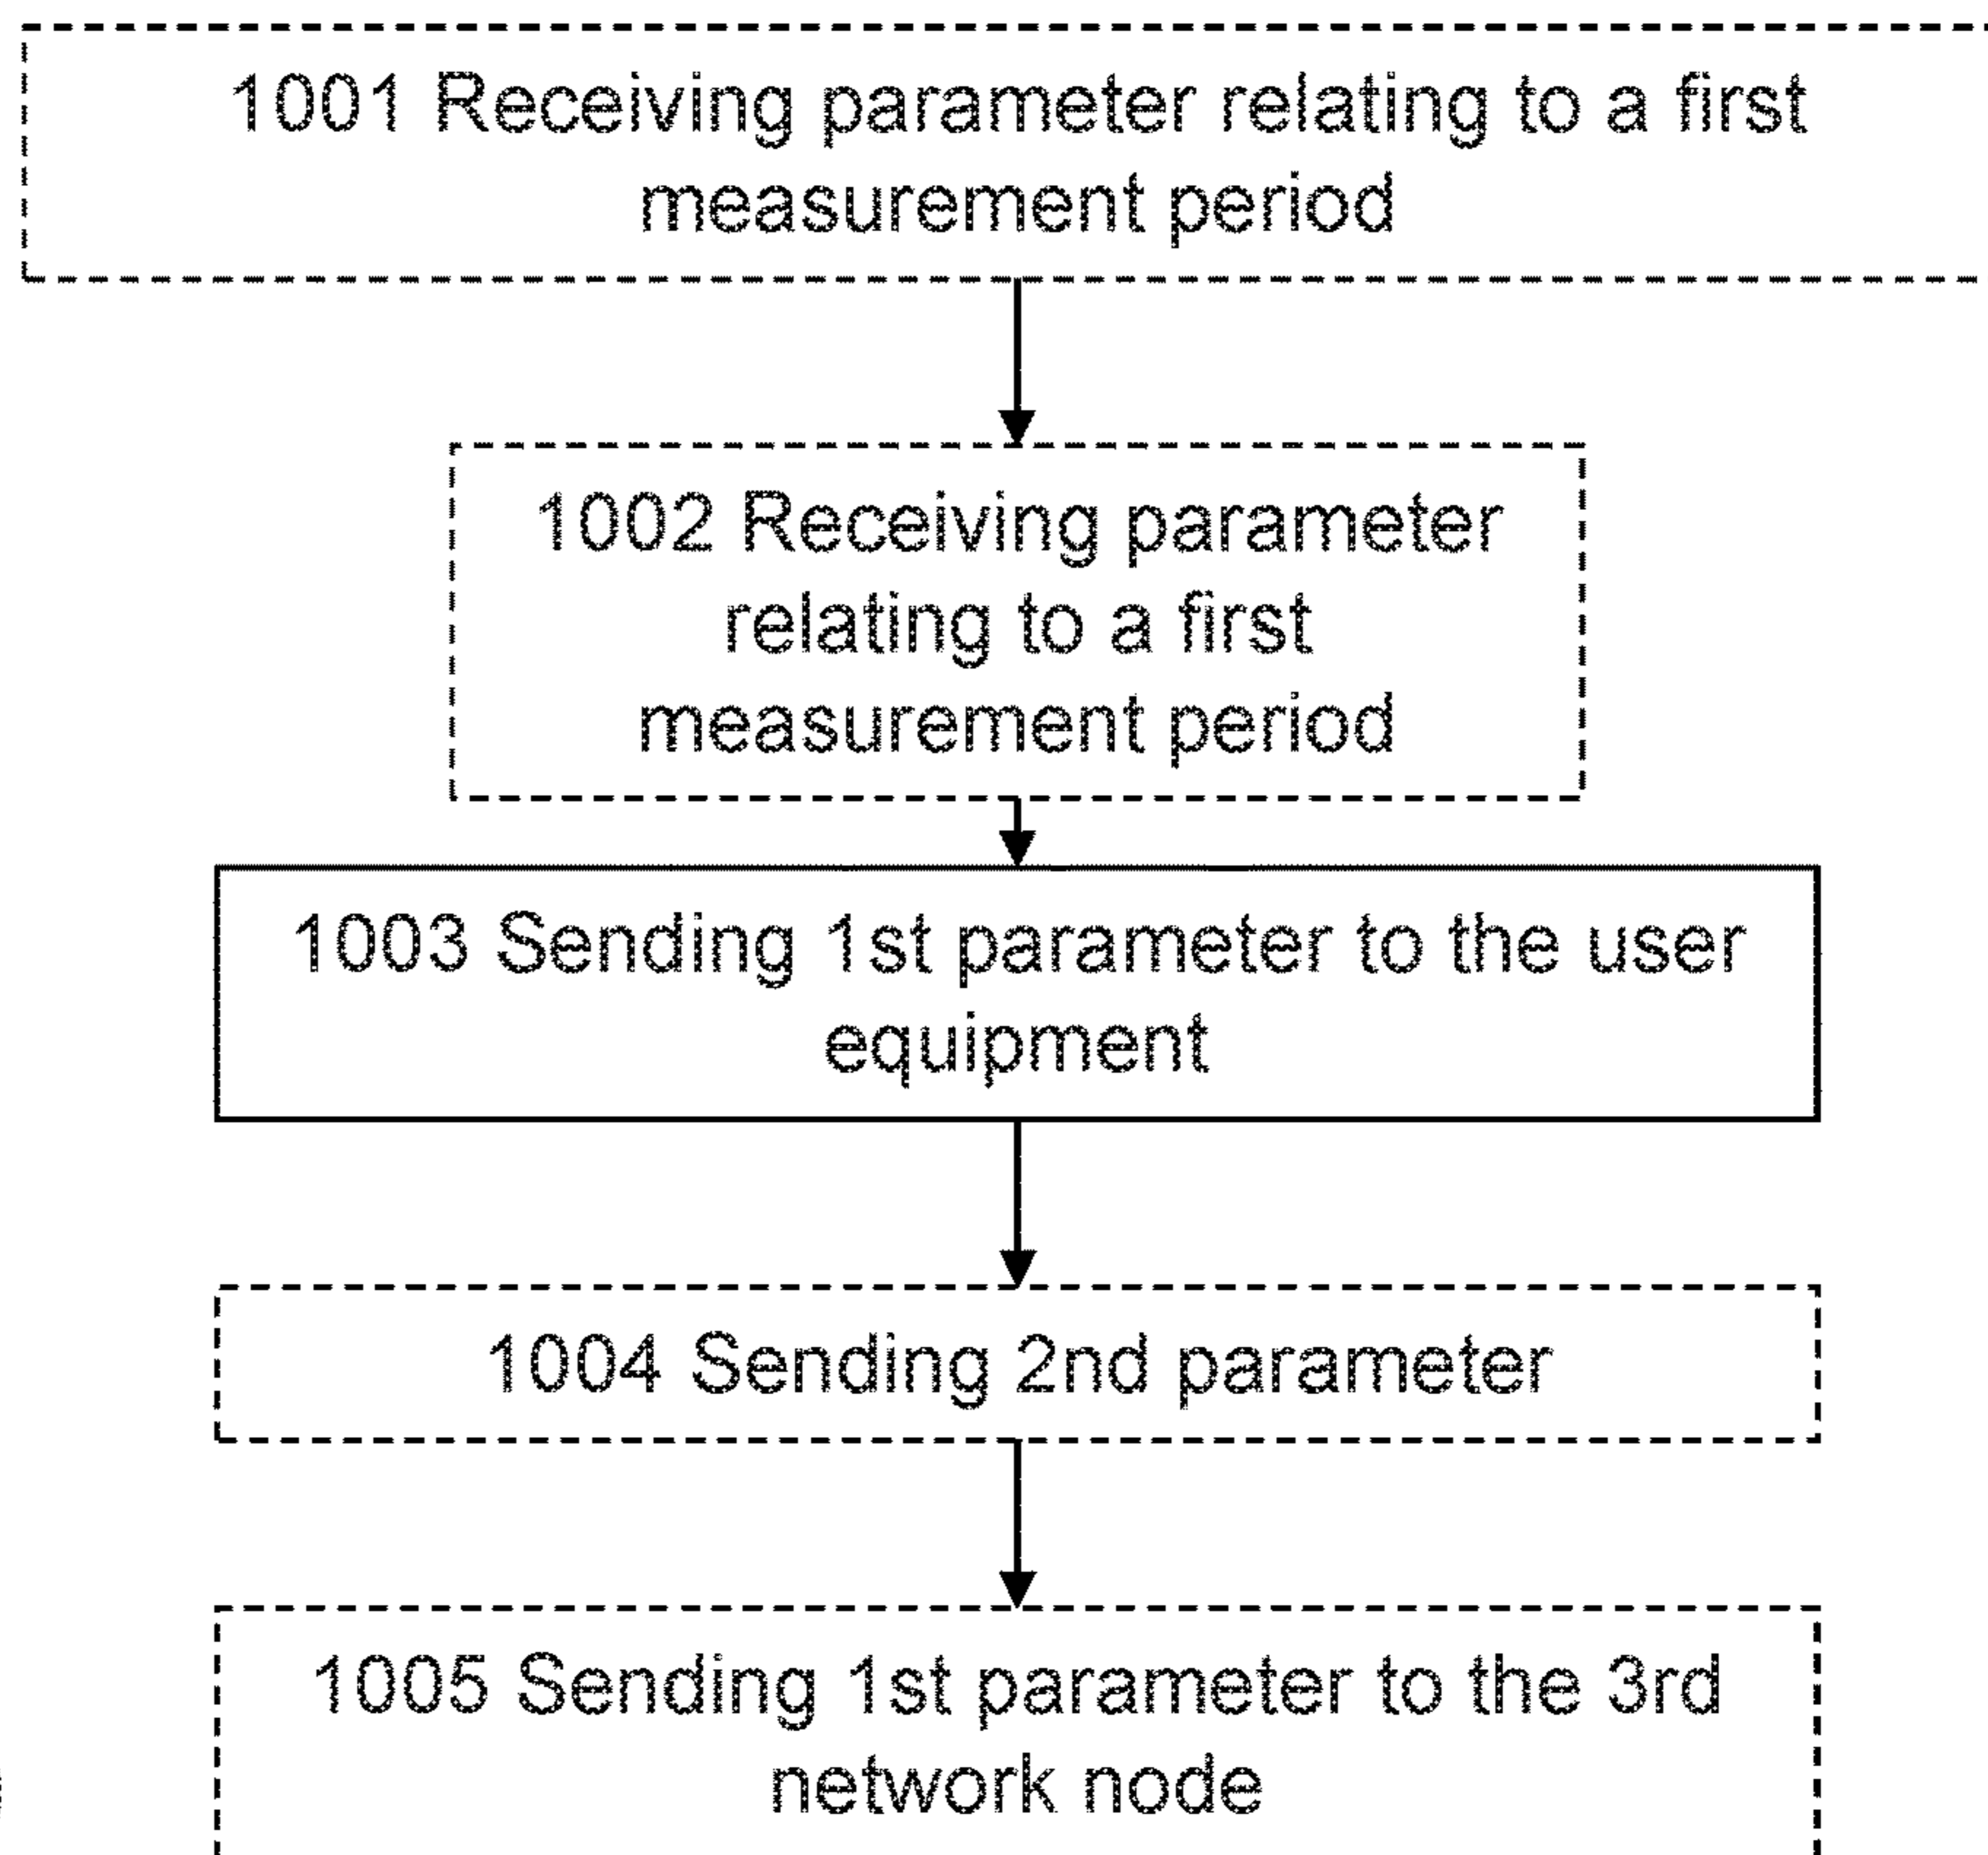 1001 Receiving parameter relating to a first
measurement period
1002 Receiving parameter
relating to a first
measurement period
1003 Sending 1st parameter to the user
equipment
1004 Sending 2nd parameter
1005 Sending 1st parameter to the 3rd
network node